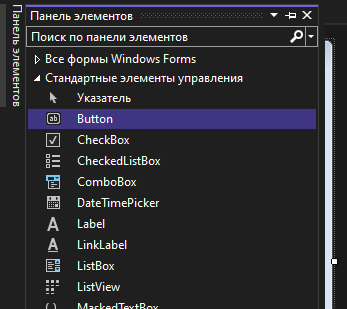 Панель элементов
Панель элементов
Поиск по панели элементов
Все формы Windows Forms
Стандартные элементы управления
Указатель
ab
Button
CheckBox
CheckedListBox
ComboBox
DateTimePicker
A Label
A LinkLabel
ListBox
ListView
MaskedTextBox